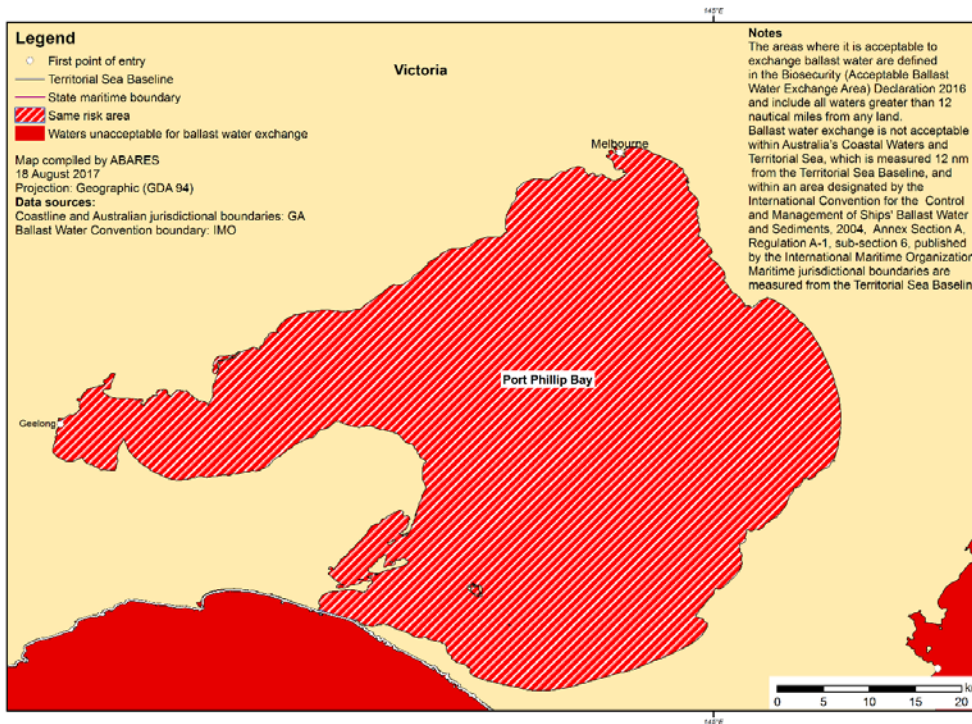 145°E
Legend
First point of entry
Territorial Sea Baseline
State maritime boundary
Same risk area
Waters unacceptable for ballast water exchange
Map compiled by ABARES
18 August 2017
Projection: Geographic (GDA 94)
Data sources:
Coastline and Australian jurisdictional boundaries: GA
Ballast Water Convention boundary: IMO
Victoria
Notes
The areas where it is acceptable to
exchange ballast water are defined
in the Biosecurity (Acceptable Ballast
Water Exchange Area) Declaration 2016
and include all waters greater than 12
nautical miles from any land.
Ballast water exchange is not acceptable
within Australia's Coastal Waters and
Territorial Sea, which is measured 12 nm
from the Territorial Sea Baseline, and
within an area designated by the
International Convention for the Control
and Management of Ships' Ballast Water
and Sediments, 2004, Annex Section A,
Regulation A-1, sub-section 6, published
by the International Maritime Organization
Maritime jurisdictional boundaries are
measured from the Territorial Sea Baselin
Melbourne
Port Phillip Bay
Geelong
0 5 10 15 20
145°E